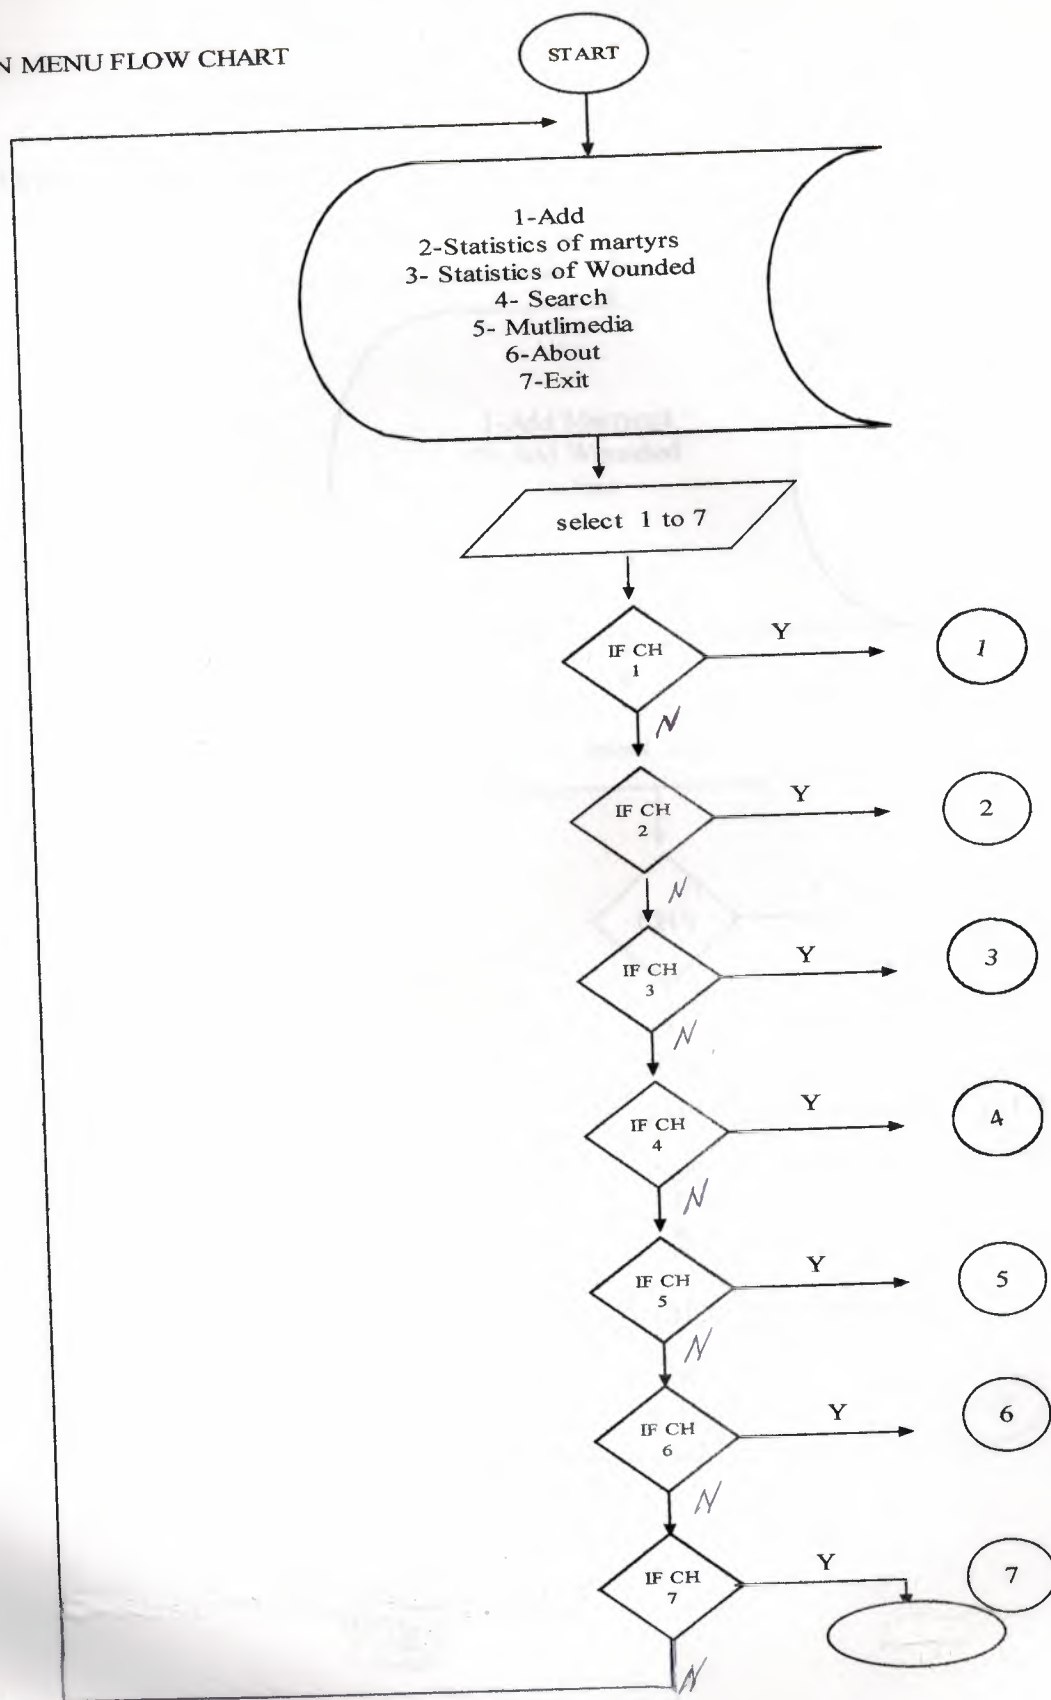 N MENU FLOW CHART
START
1-Add
2-Statistics of martyrs
3- Statistics of Wounded
4- Search
5- Mutlimedia
6-About
7-Exit
select 1 to 7
IF CH
1
Y
1
N
IF CH
2
Y
2
N
IF CH
3
Y
3
N
IF CH
4
Y
4
N
IF CH
5
Y
5
N
IF CH
6
Y
6
N
IF CH
7
Y
7
N